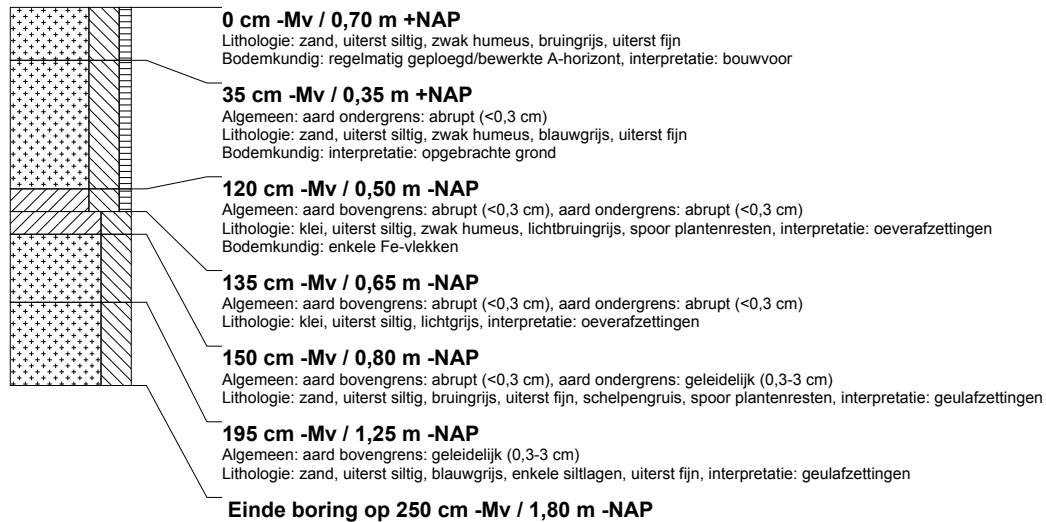 0 cm -Mv / 0,70 m +NAP
Lithologie: zand, uiterst siltig, zwak humeus, bruingrijs, uiterst fijn
Bodemkundig: regelmatig geploegd/bewerkte A-horizont, interpretatie: bouwvoor
35 cm -Mv / 0,35 m +NAP
Algemeen: aard ondergrens: abrupt (<0,3 cm)
Lithologie: zand, uiterst siltig, zwak humeus, blauwgrijs, uiterst fijn
Bodemkundig: interpretatie: opgebrachte grond
120 cm -Mv / 0,50 m -NAP
Algemeen: aard bovengrens: abrupt (<0,3 cm), aard ondergrens: abrupt (<0,3 cm)
Lithologie: klei, uiterst siltig, zwak humeus, lichtbruingrijs, spoor plantenresten, interpretatie: oeverafzettingen
Bodemkundig: enkele Fe-vlekken
135 cm -Mv / 0,65 m -NAP
Algemeen: aard bovengrens: abrupt (<0,3 cm), aard ondergrens: abrupt (<0,3 cm)
Lithologie: klei, uiterst siltig, lichtgrijs, interpretatie: oeverafzettingen
150 cm -Mv / 0,80 m -NAP
Algemeen: aard bovengrens: abrupt (<0,3 cm), aard ondergrens: geleidelijk (0,3-3 cm)
Lithologie: zand, uiterst siltig, bruingrijs, uiterst fijn, schelpengruis, spoor plantenresten, interpretatie: geulafzettingen
195 cm -Mv / 1,25 m -NAP
Algemeen: aard bovengrens: geleidelijk (0,3-3 cm)
Lithologie: zand, uiterst siltig, blauwgrijs, enkele siltlagen, uiterst fijn, interpretatie: geulafzettingen
Einde boring op 250 cm -Mv / 1,80 m -NAP